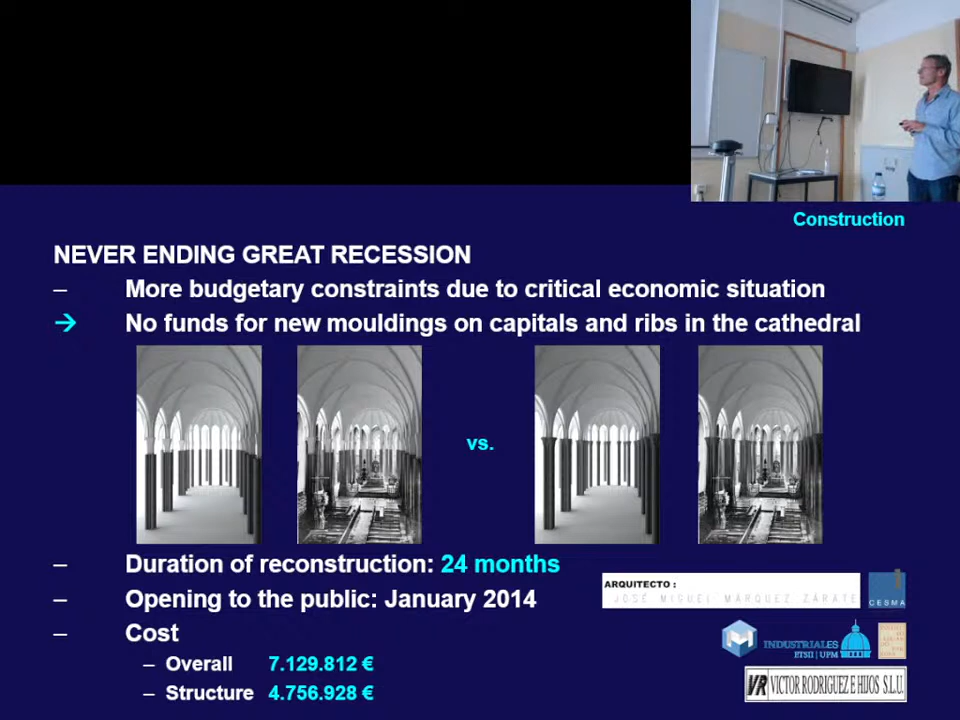 Construction
NEVER ENDING GREAT RECESSION
– More budgetary constraints due to critical economic situation
→ No funds for new mouldings on capitals and ribs in the cathedral
vs.
– Duration of reconstruction: 24 months
– Opening to the public: January 2014
– Cost
– Overall 7.129.812 €
– Structure 4.756.928 €
ARQUITECTO :
JOSÉ MIGUEL MÁRQUEZ ZÁRATE
CESMA
INDUSTRIALES
ETSII | UPM
VR VICTOR RODRIGUEZ E HIJOS S.L.U.